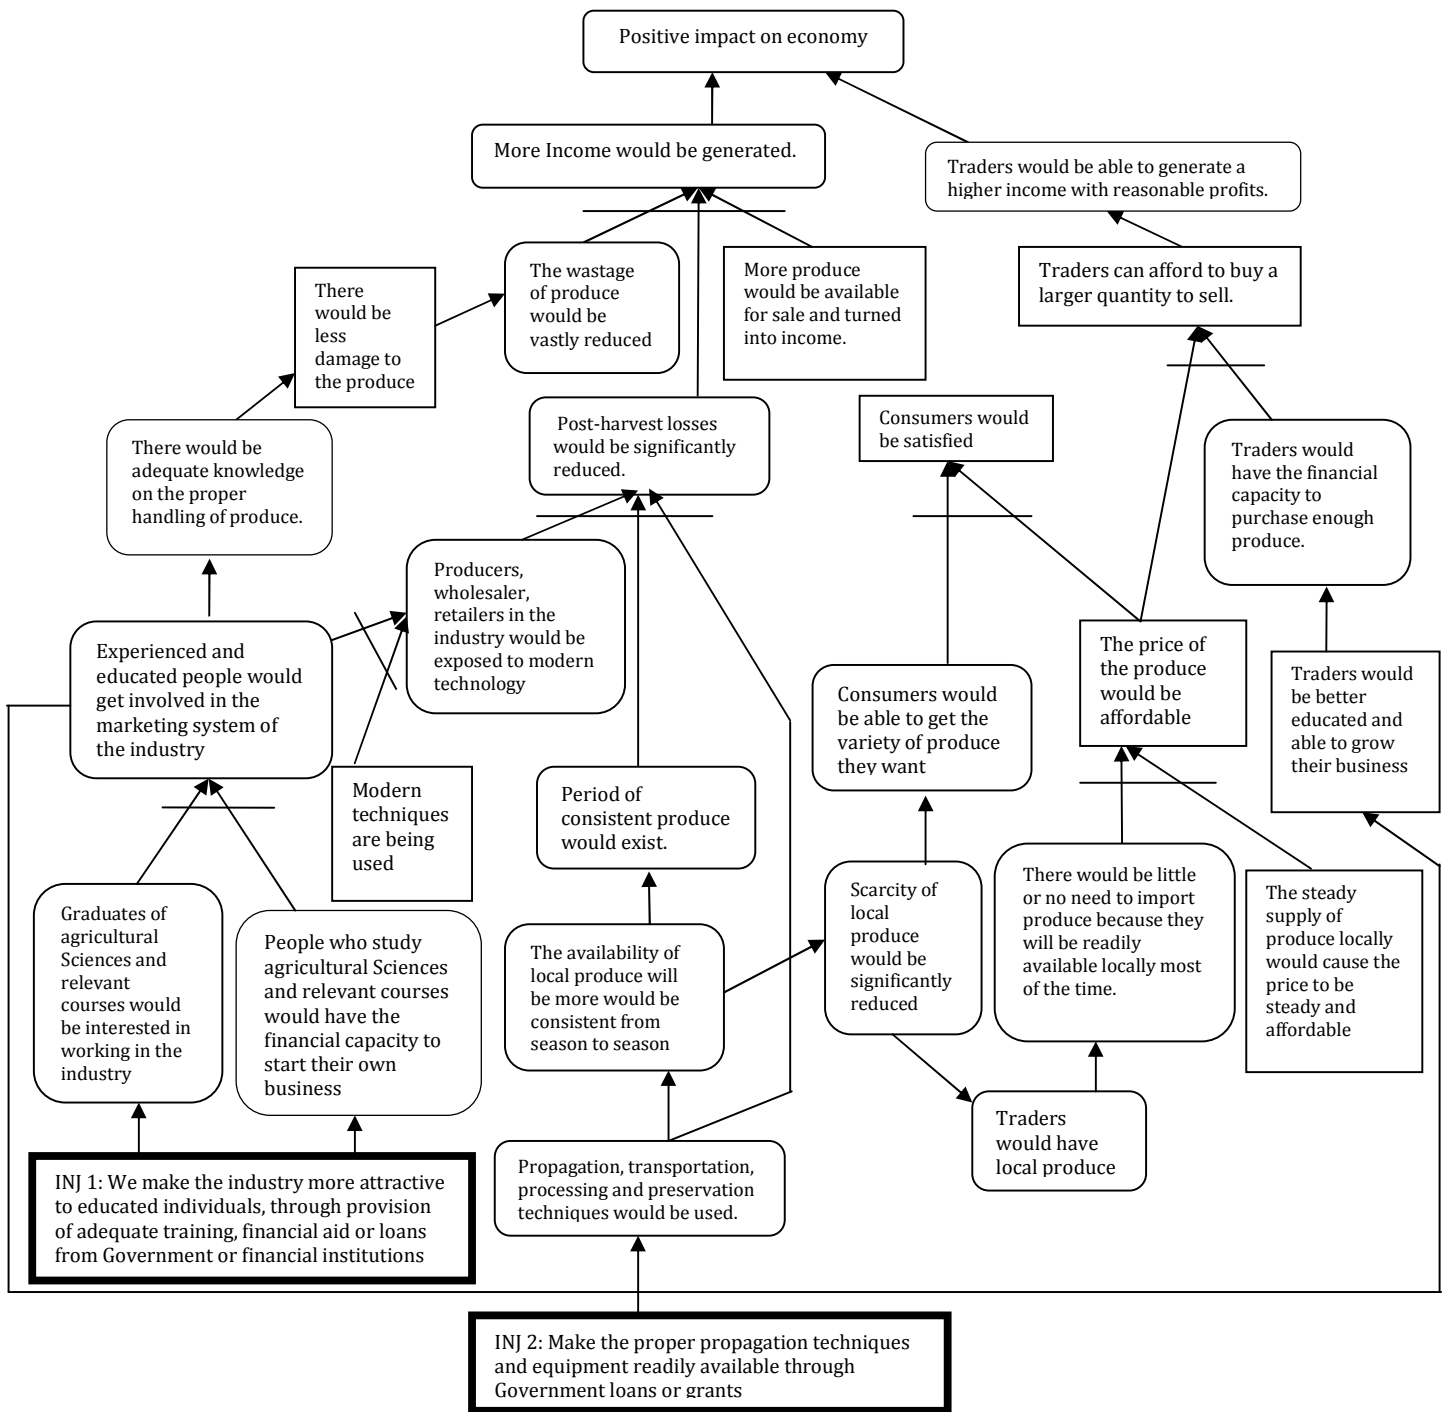 Positive impact on economy
More Income would be generated.
Traders would be able to generate a
higher income with reasonable profits.
There
would be
less
damage to
the produce
The wastage
of produce
would be
vastly reduced
More produce
would be available
for sale and turned
into income.
Traders can afford to buy a
larger quantity to sell.
There would be
adequate knowledge
on the proper
handling of produce.
Post-harvest losses
would be significantly
reduced.
Consumers would
be satisfied
Traders would
have the financial
capacity to
purchase enough
produce.
Experienced and
educated people would
get involved in the
marketing system of
the industry
Producers,
wholesaler,
retailers in the
industry would be
exposed to modern
technology
Consumers would
be able to get the
variety of produce
they want
The price of
the produce
would be
affordable
Traders would
be better
educated and
able to grow
their business
Modern
techniques
are being
used
Period of
consistent produce
would exist.
Graduates of
agricultural
Sciences and
relevant
courses would
be interested in
working in the
industry
People who study
agricultural Sciences
and relevant courses
would have the
financial capacity to
start their own
business
The availability of
local produce will
be more would be
consistent from
season to season
Scarcity of
local
produce
would be
significantly
reduced
There would be little
or no need to import
produce because they
will be readily
available locally most
of the time.
The steady
supply of
produce locally
would cause the
price to be
steady and
affordable
Traders
would have
local produce
INJ 1: We make the industry more attractive
to educated individuals, through provision
of adequate training, financial aid or loans
from Government or financial institutions
Propagation, transportation,
processing and preservation
techniques would be used.
INJ 2: Make the proper propagation techniques
and equipment readily available through
Government loans or grants